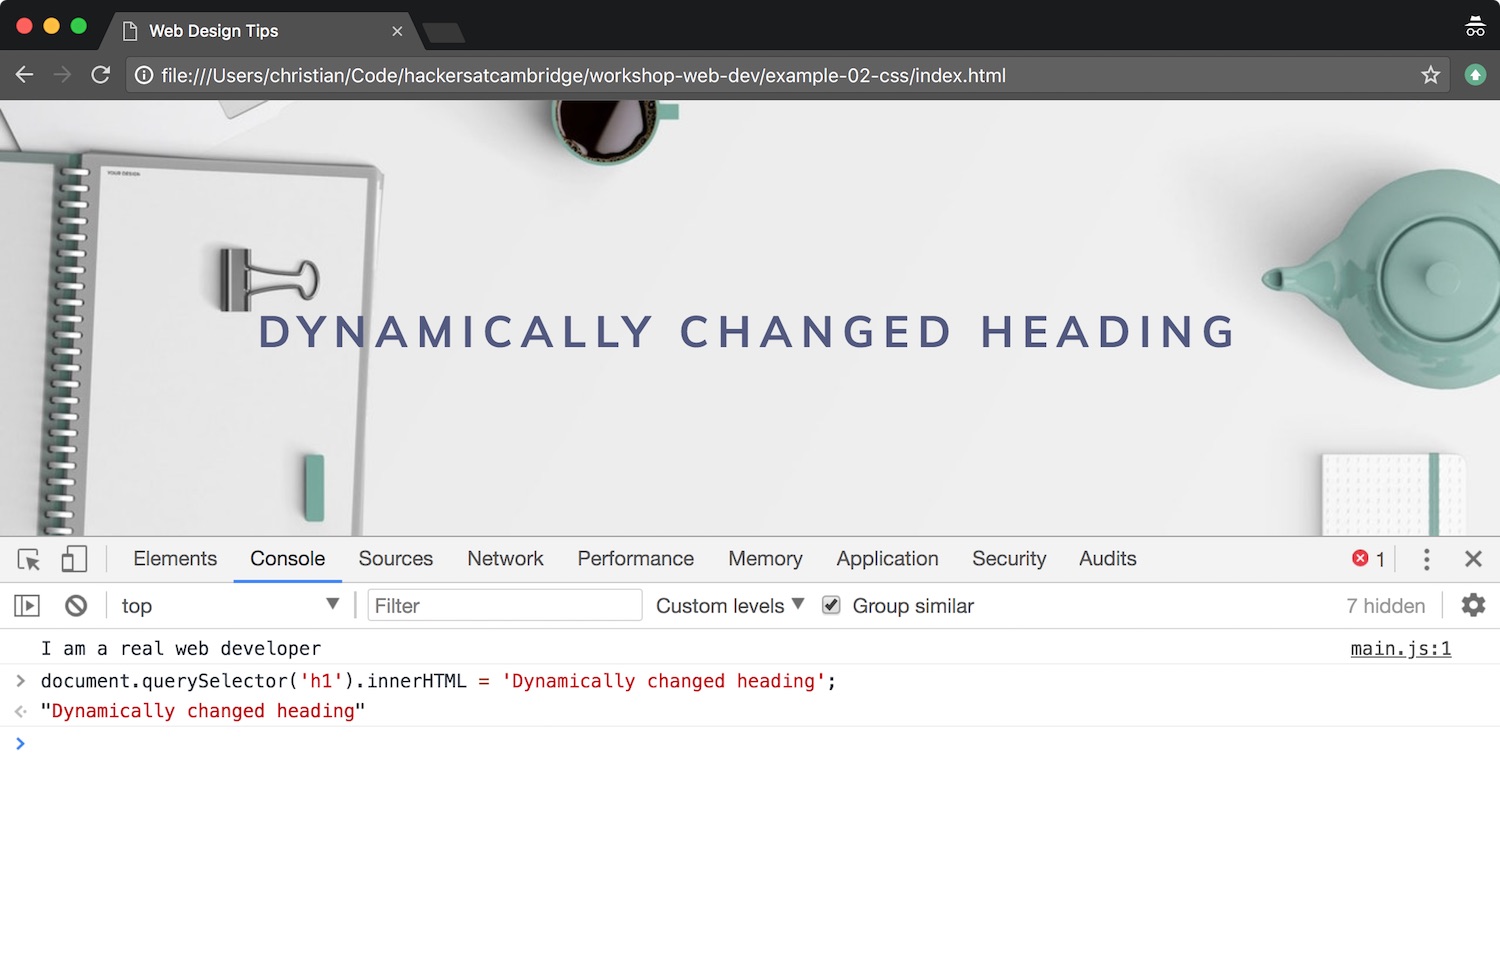 Web Design Tips
file:///Users/christian/Code/hackersatcambridge/workshop-web-dev/example-02-css/index.html
YOUR DESIGN
DYNAMICALLY CHANGED HEADING
Elements Console Sources Network Performance Memory Application Security Audits 1
top Filter Custom levels Group similar 7 hidden
I am a real web developer main.js:1
document.querySelector('h1').innerHTML = 'Dynamically changed heading';
"Dynamically changed heading"